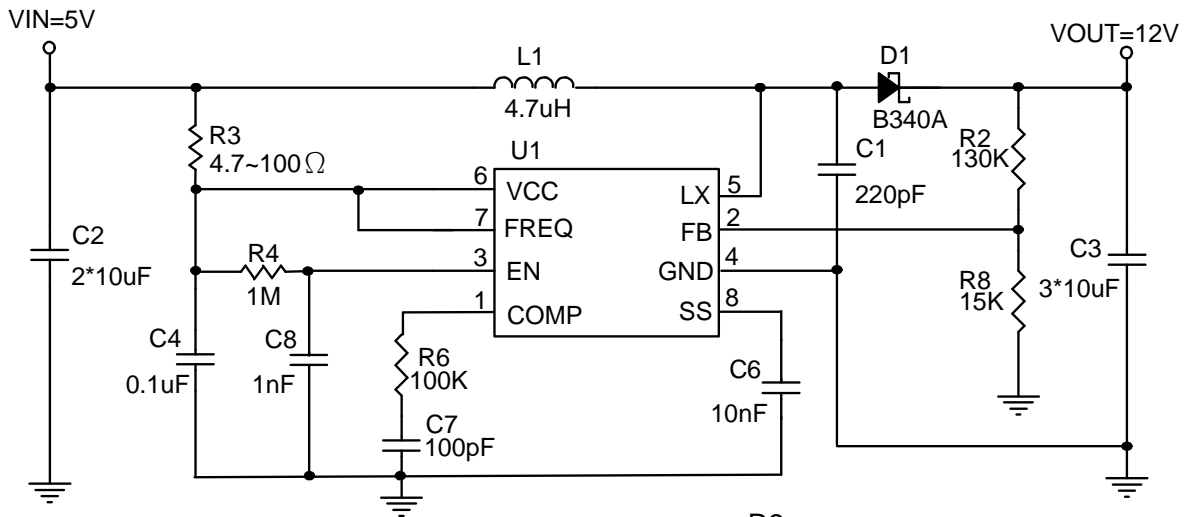 VIN=5V
VOUT=12V
L1
4.7uH
D1
B340A
R3
4.7~100Ω
R2
130K
U1
C1
220pF
6
VCC
LX
5
7
FREQ
FB
2
C2
2*10uF
R4
1M
3
EN
GND
4
C3
3*10uF
R8
15K
1
COMP
SS
8
C4
0.1uF
C8
1nF
R6
100K
C6
10nF
C7
100pF